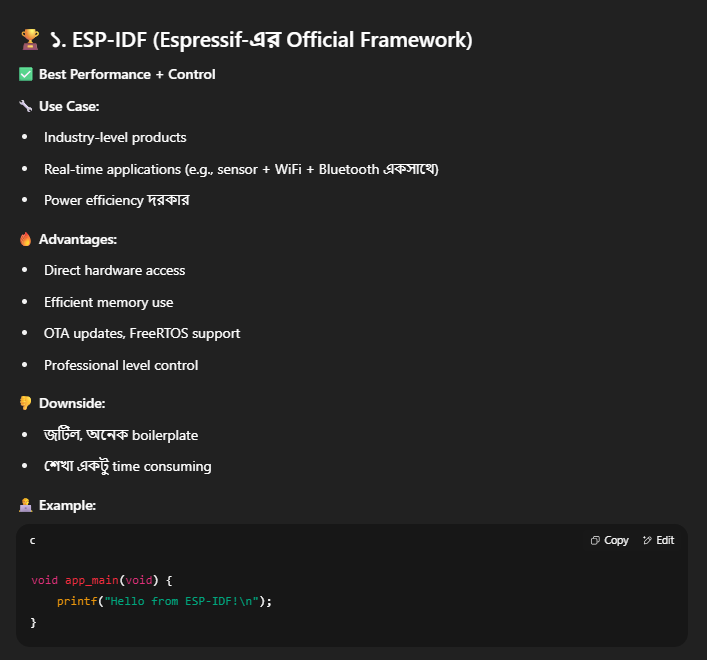 🏆 ১. ESP-IDF (Espressif-এর Official Framework)
✅ Best Performance + Control
🔧 Use Case:
• Industry-level products
• Real-time applications (e.g., sensor + WiFi + Bluetooth একসাথে)
• Power efficiency দরকার
🔥 Advantages:
• Direct hardware access
• Efficient memory use
• OTA updates, FreeRTOS support
• Professional level control
👎 Downside:
• জটিল, অনেক boilerplate
• শেখা একটু time consuming
🧑‍💻 Example:
c Copy Edit
void app_main(void) {
    printf("Hello from ESP-IDF!\n");
}